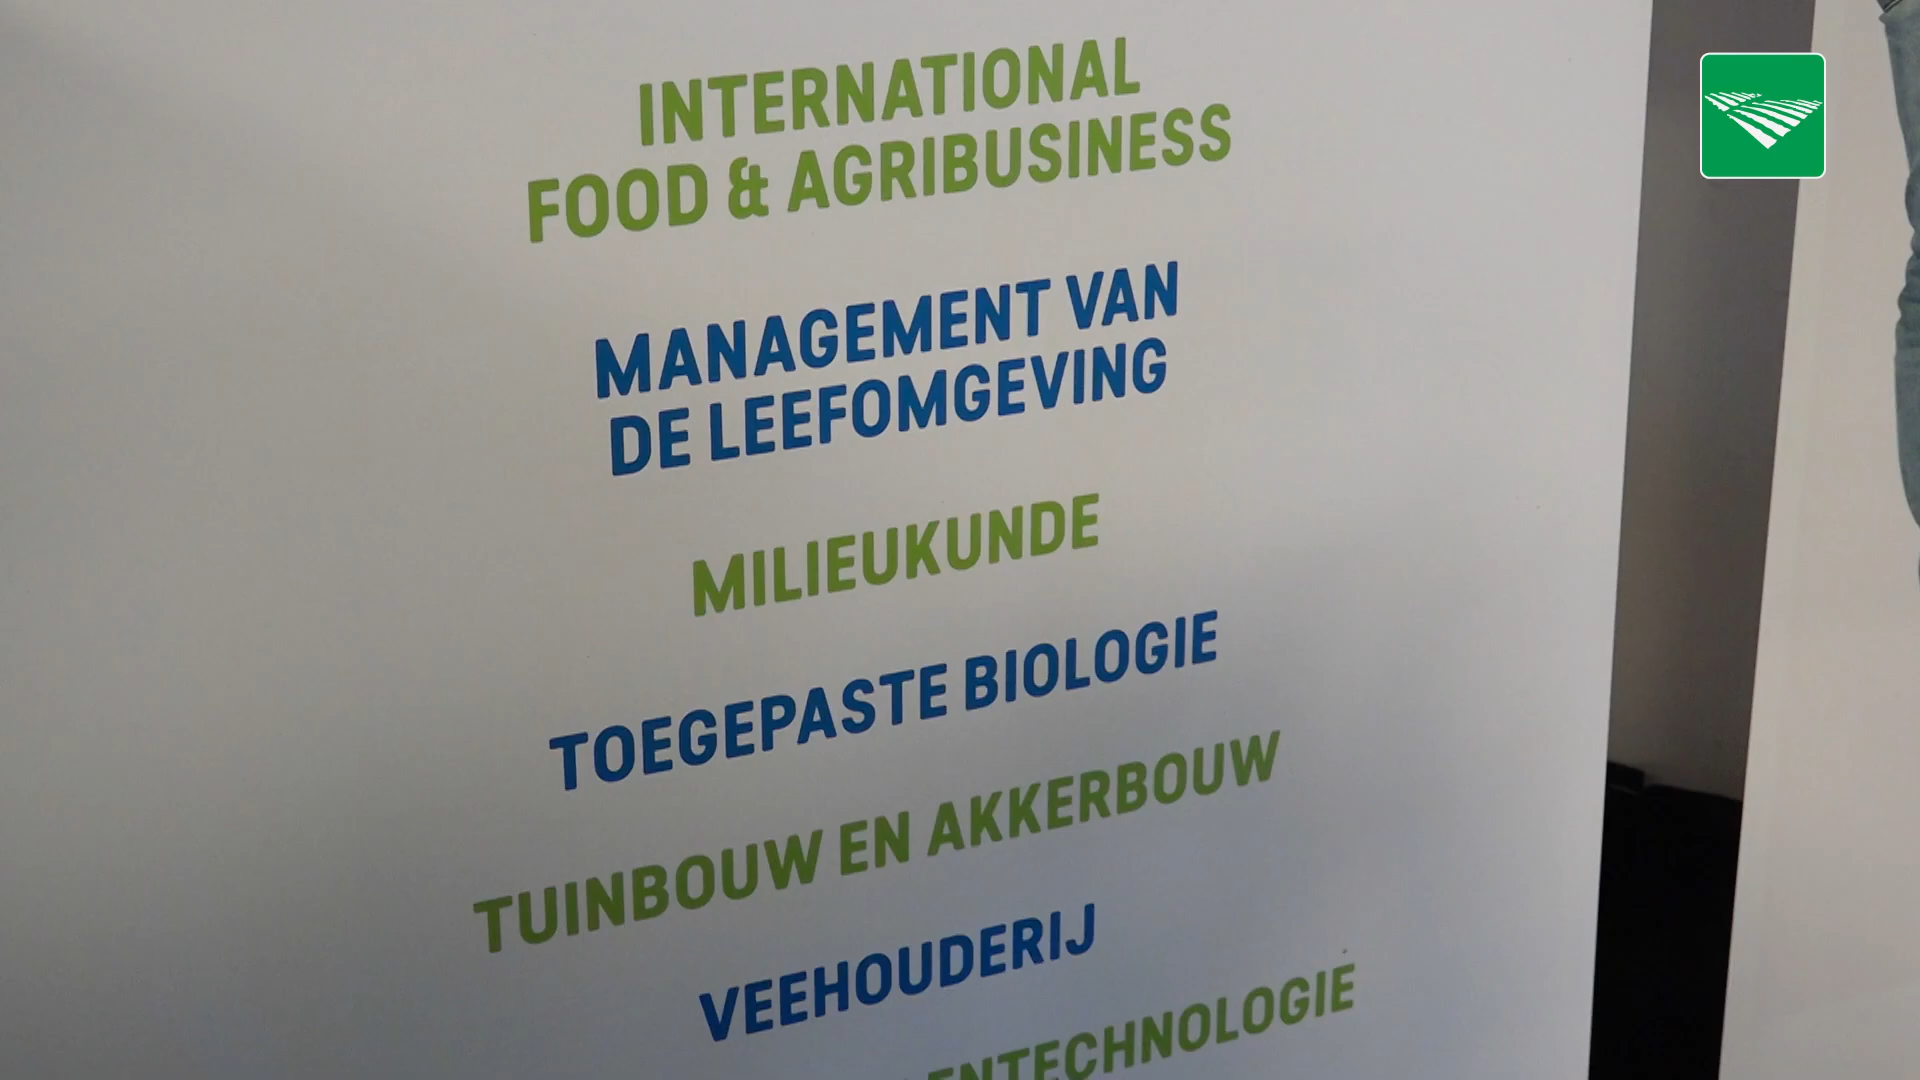 INTERNATIONAL
FOOD & AGRIBUSINESS
MANAGEMENT VAN
DE LEEFOMGEVING
MILIEUKUNDE
TOEGEPASTE BIOLOGIE
TUINBOUW EN AKKERBOUW
VEEHOUDERIJ